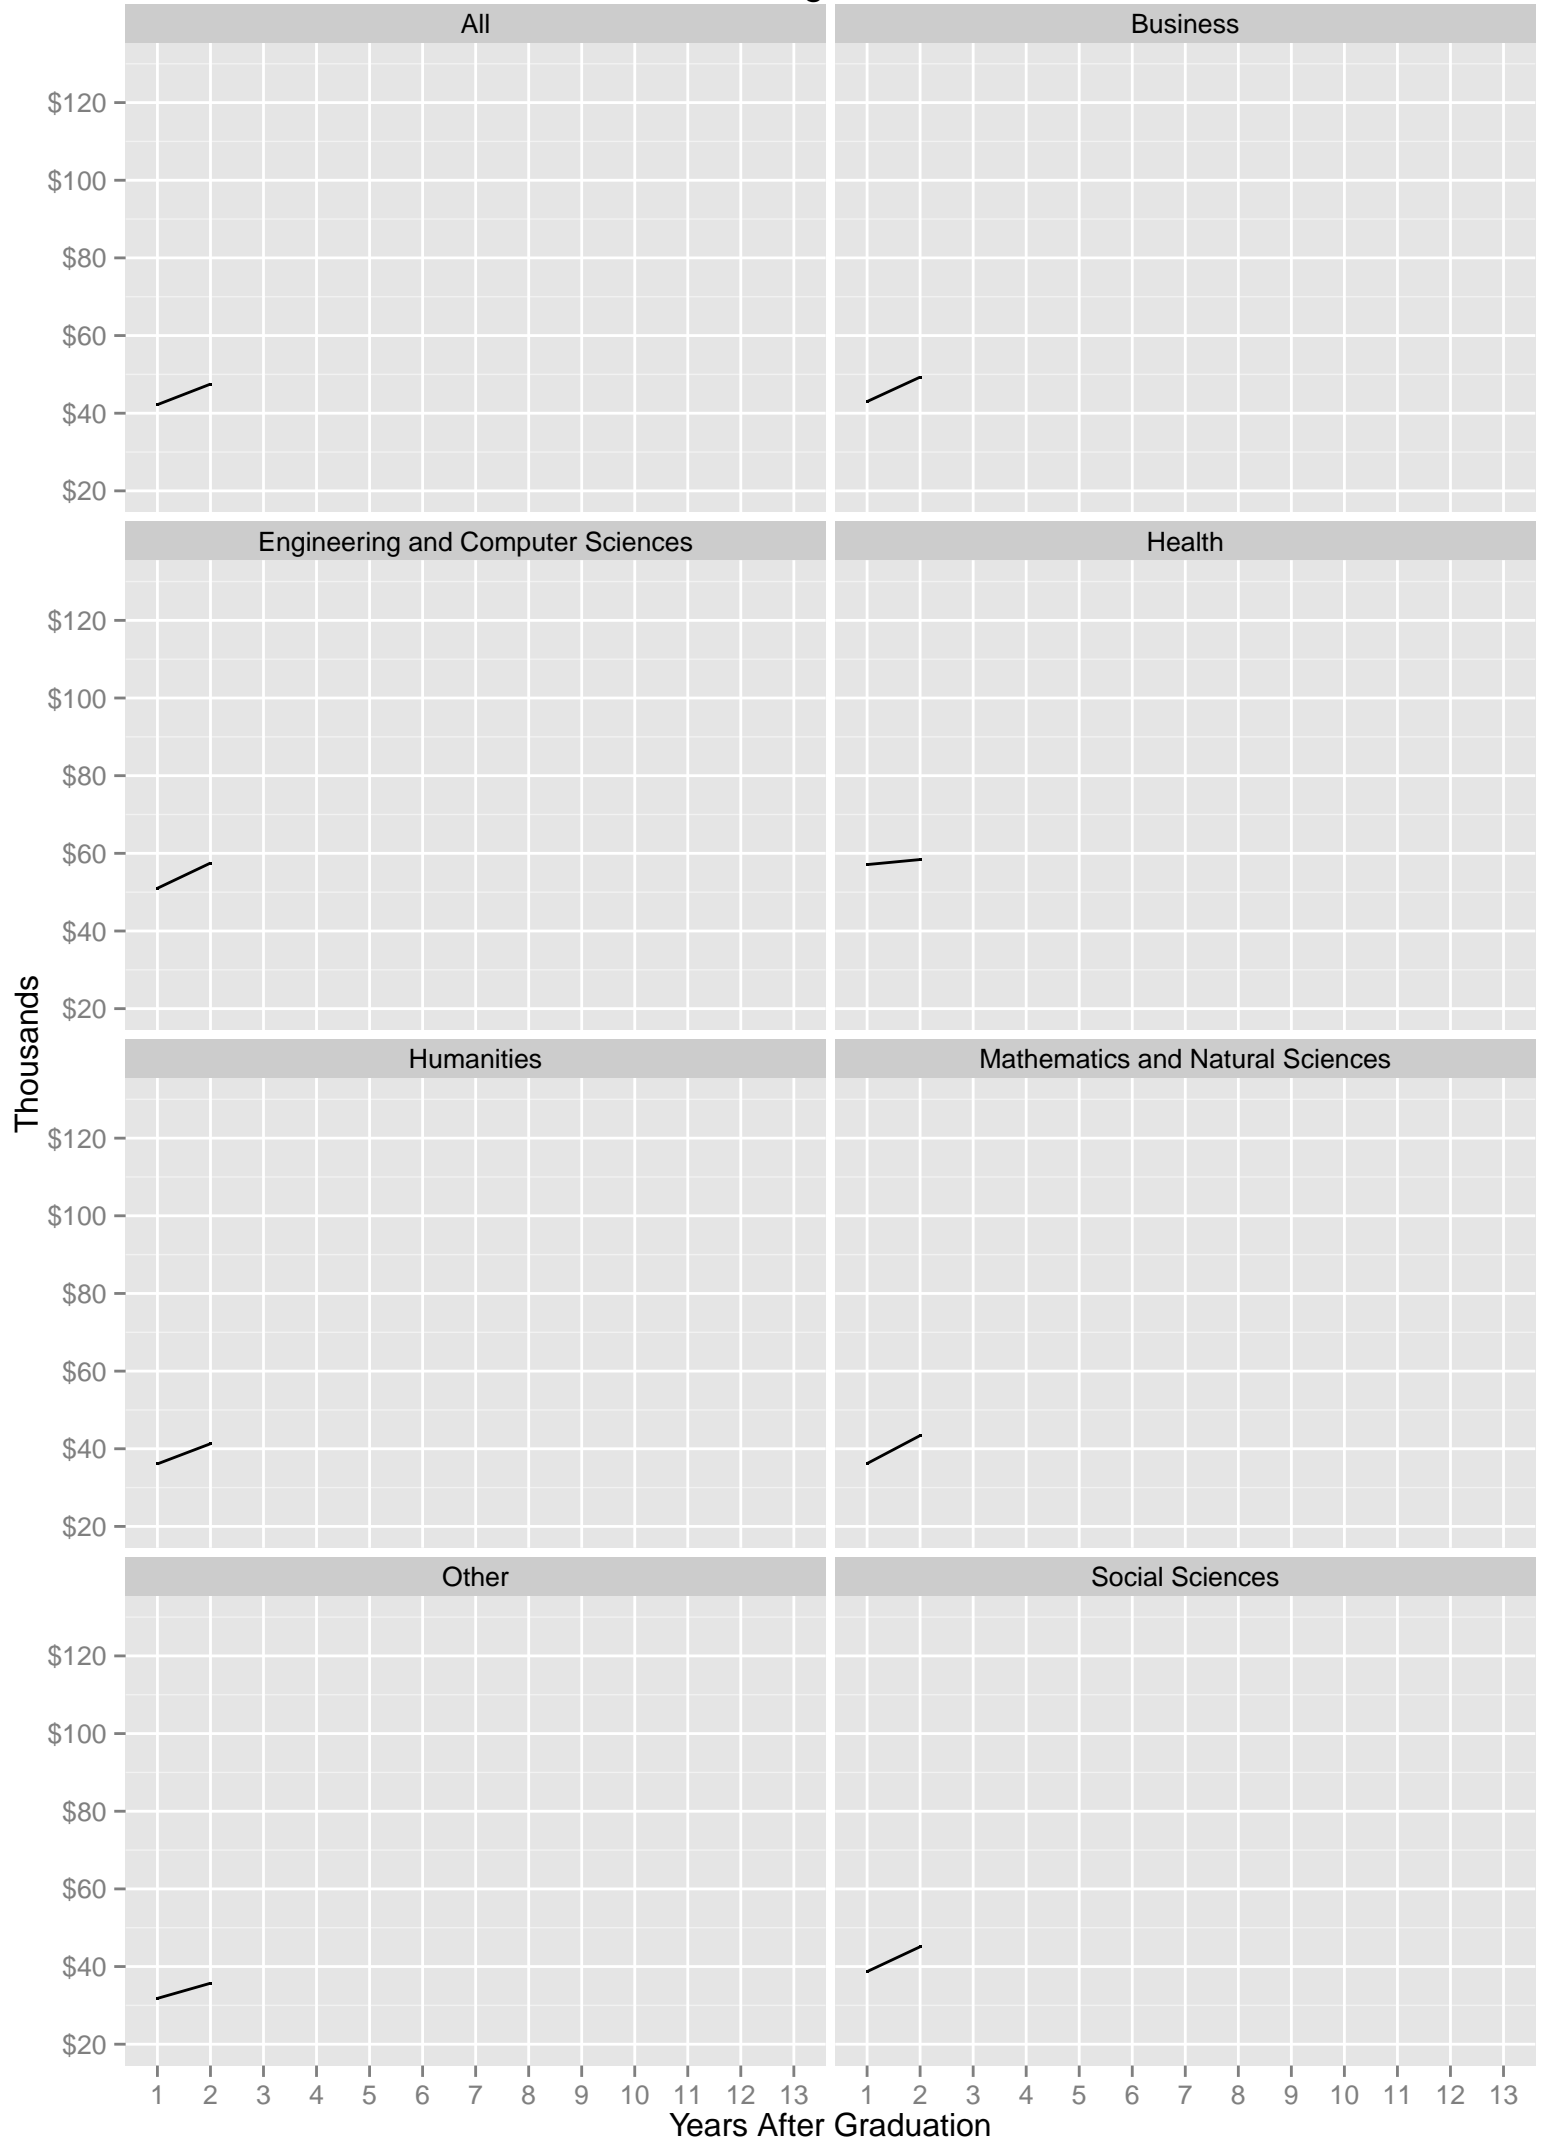 All
Business
$120
$100
$80
$60
$40
$20
Engineering and Computer Sciences
Health
$120
$100
$80
$60
$40
$20
Humanities
Mathematics and Natural Sciences
$120
$100
$80
$60
$40
$20
Other
Social Sciences
$120
$100
$80
$60
$40
$20
Thousands
1 2 3 4 5 6 7 8 9 10 11 12 13
1 2 3 4 5 6 7 8 9 10 11 12 13
Years After Graduation